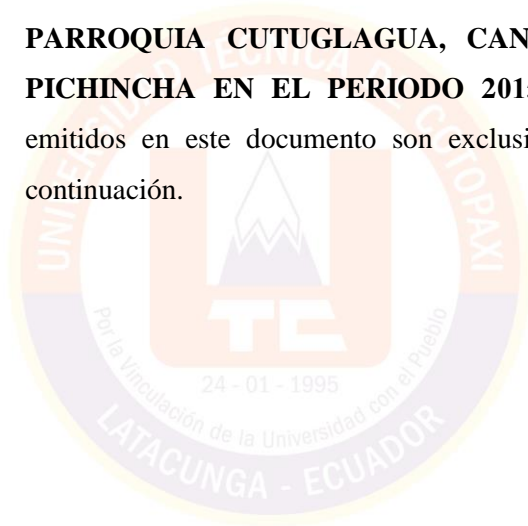 PARROQUIA CUTUGLAGUA, CAN
PICHINCHA EN EL PERIODO 201
emitidos en este documento son exclusi
continuación.
UNIVERSIDAD TÉCNICA DE COTOPAXI
TC
Por la Vinculación de la Universidad con el Pueblo
24 - 01 - 1995
LATACUNGA - ECUADOR